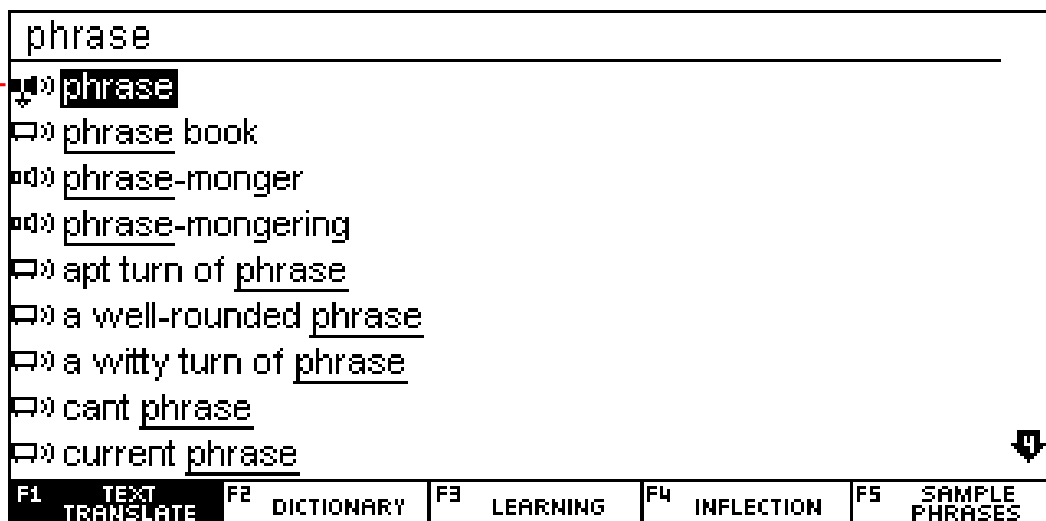 phrase
phrase
phrase book
phrase-monger
phrase-mongering
apt turn of phrase
a well-rounded phrase
a witty turn of phrase
cant phrase
current phrase
4
F1 TEXT TRANSLATE F2 DICTIONARY F3 LEARNING F4 INFLECTION F5 SAMPLE PHRASES